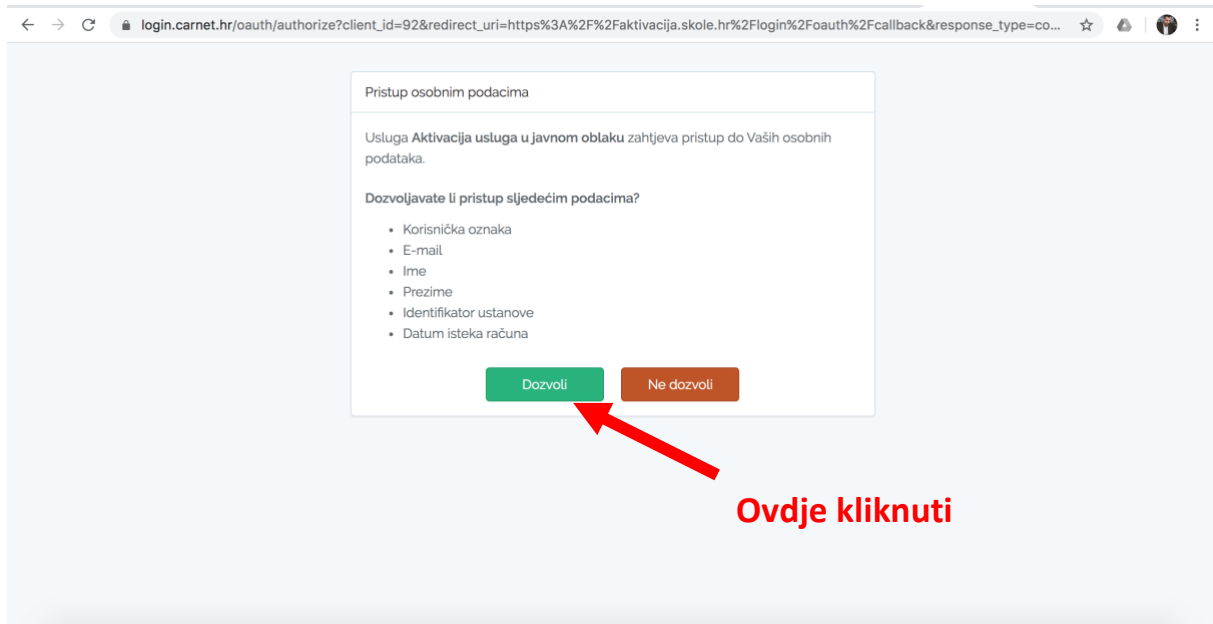 login.carnet.hr/oauth/authorize?client_id=92&redirect_uri=https%3A%2F%2Faktivacija.skole.hr%2Flogin%2Foauth%2Fcallback&response_type=co...
Pristup osobnim podacima
Usluga Aktivacija usluga u javnom oblaku zahtjeva pristup do Vaših osobnih
podataka.
Dozvoljavate li pristup sljedećim podacima?
• Korisnička oznaka
• E-mail
• Ime
• Prezime
• Identifikator ustanove
• Datum isteka računa
Dozvoli Ne dozvoli
Ovdje kliknuti